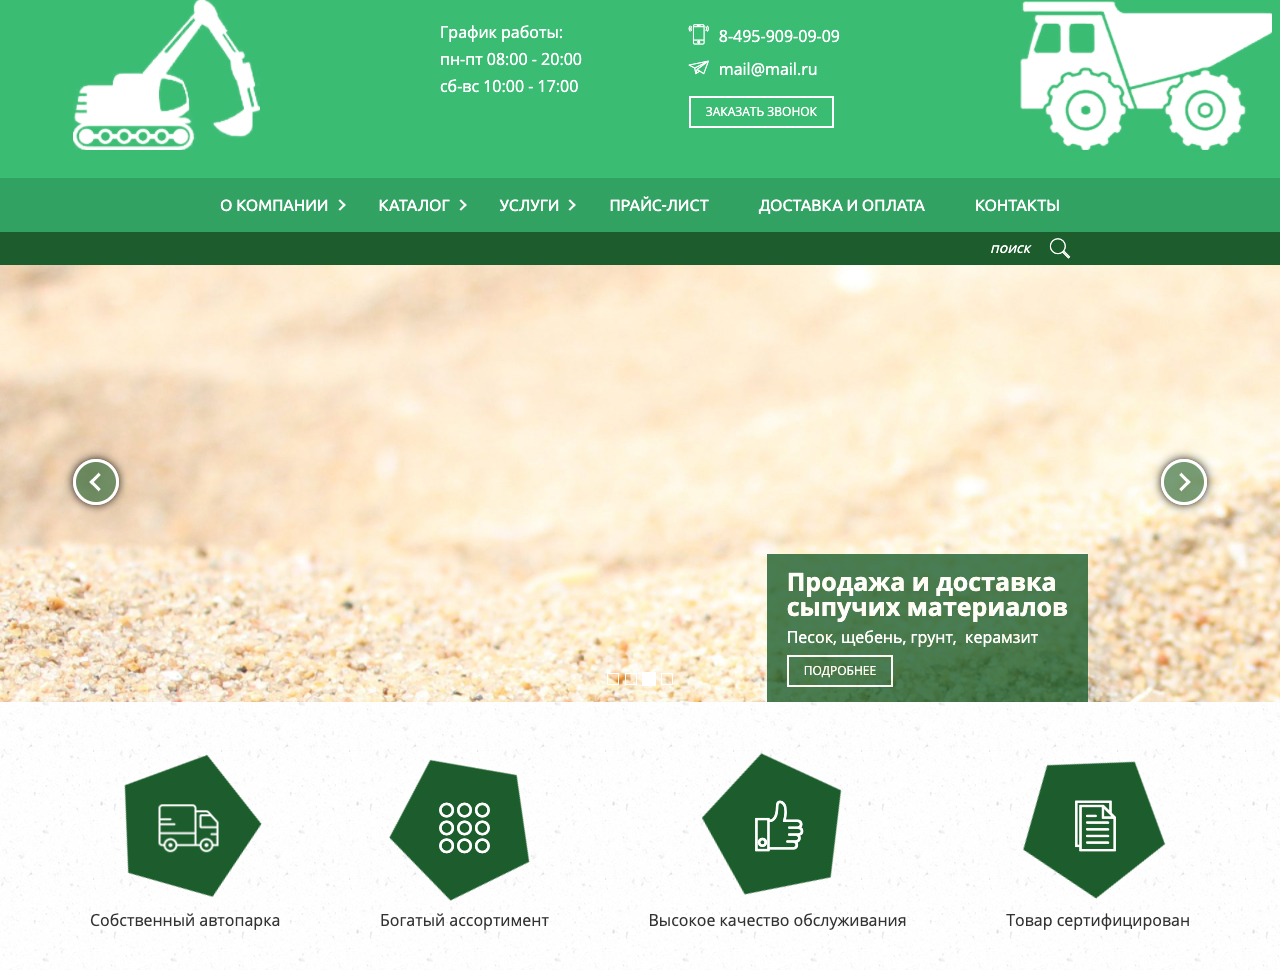 График работы:
пн-пт 08:00 - 20:00
сб-вс 10:00 - 17:00
8-495-909-09-09
mail@mail.ru
ЗАКАЗАТЬ ЗВОНОК
О КОМПАНИИ
КАТАЛОГ
УСЛУГИ
ПРАЙС-ЛИСТ
ДОСТАВКА И ОПЛАТА
КОНТАКТЫ
поиск
Продажа и доставка
сыпучих материалов
Песок, щебень, грунт, керамзит
ПОДРОБНЕЕ
Собственный автопарка
Богатый ассортимент
Высокое качество обслуживания
Товар сертифицирован